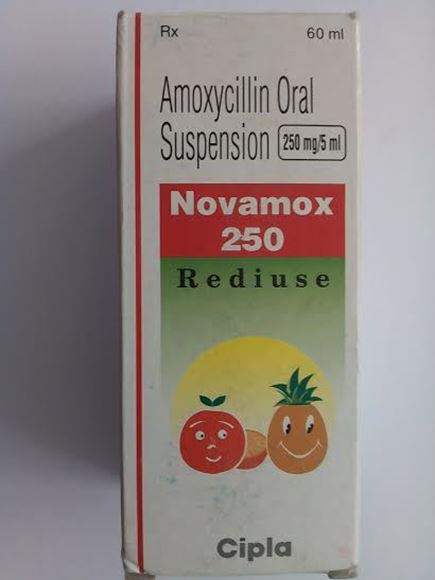 Rx 60 ml
Amoxycillin Oral
Suspension 250 mg/5 ml
Novamox
250
Rediuse
Cipla